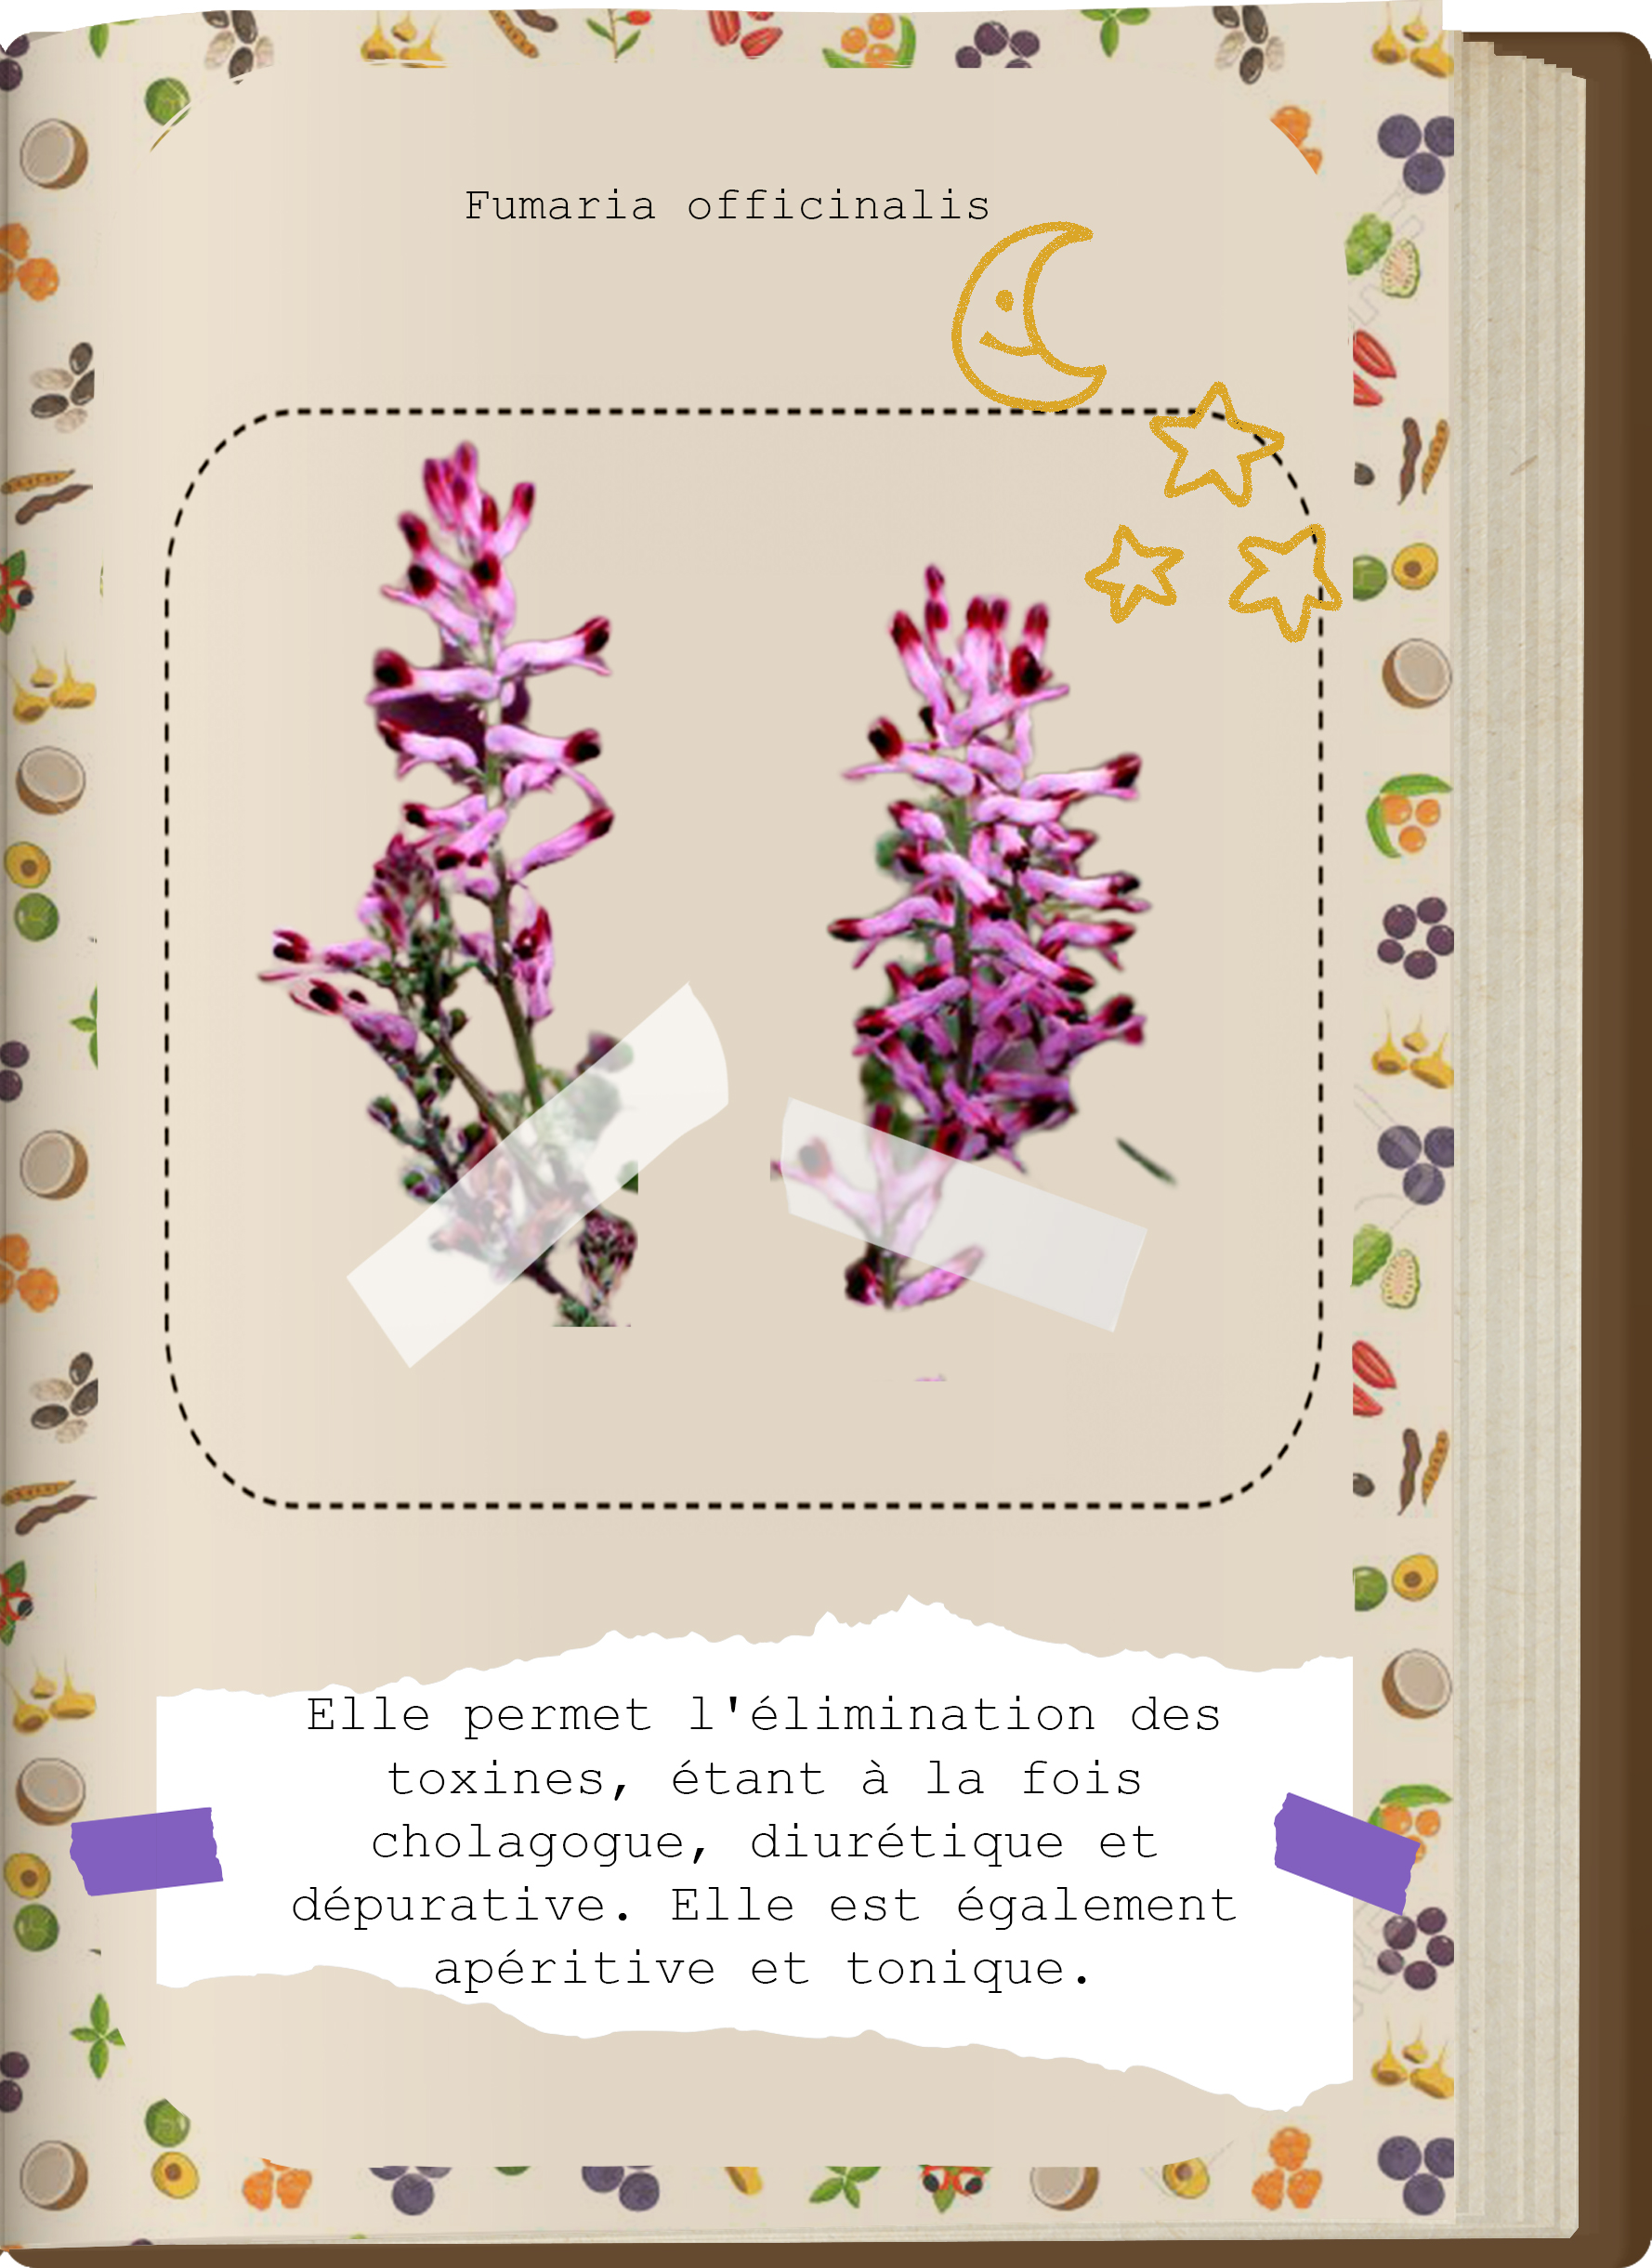 Fumaria officinalis
Elle permet l'élimination des
toxines, étant à la fois
cholagogue, diurétique et
dépurative. Elle est également
apéritive et tonique.